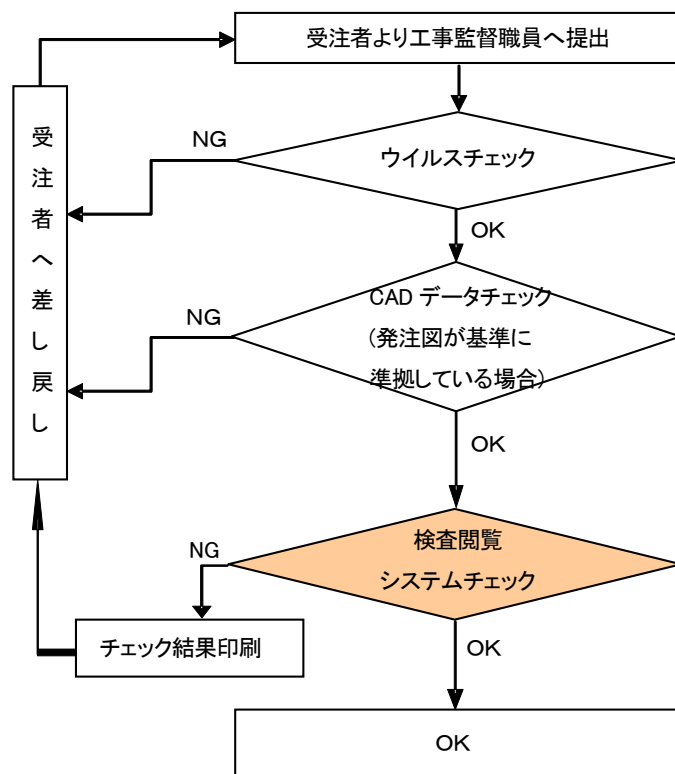 受注者より工事監督職員へ提出
受注者へ差し戻し
NG
ウイルスチェック
OK
NG
CAD データチェック
(発注図が基準に
準拠している場合)
OK
NG
検査閲覧
システムチェック
チェック結果印刷
OK
OK